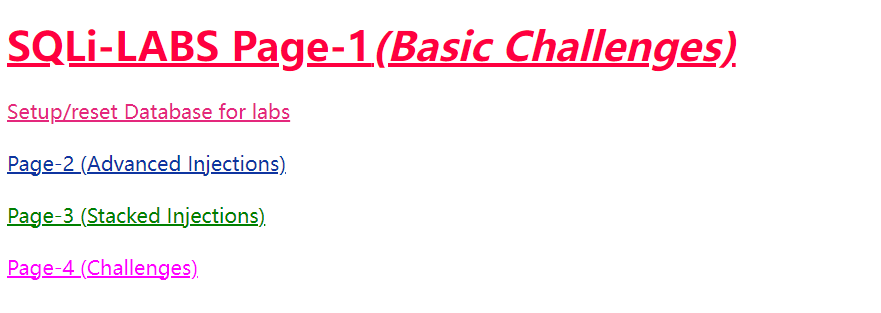 SQLi-LABS Page-1(Basic Challenges)
Setup/reset Database for labs
Page-2 (Advanced Injections)
Page-3 (Stacked Injections)
Page-4 (Challenges)